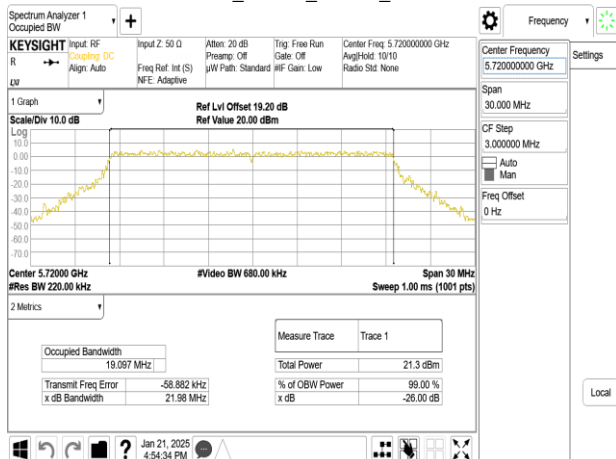 Spectrum Analyzer 1
Occupied BW
Frequency
KEYSIGHT
R
LXI
Input: RF
Coupling: DC
Align: Auto
Input Z: 50 Ω
Freq Ref: Int (S)
NFE: Adaptive
Atten: 20 dB
Preamp: Off
µW Path: Standard
Trig: Free Run
Gate: Off
#IF Gain: Low
Center Freq: 5.720000000 GHz
Avg|Hold: 10/10
Radio Std: None
Center Frequency
5.720000000 GHz
Settings
Span
30.000 MHz
CF Step
3.000000 MHz
Auto
Man
Freq Offset
0 Hz
Local
1 Graph
Scale/Div 10.0 dB
Ref Lvl Offset 19.20 dB
Ref Value 20.00 dBm
Log
10.0
0.00
-10.0
-20.0
-30.0
-40.0
-50.0
-60.0
-70.0
Center 5.72000 GHz
#Video BW 680.00 kHz
Span 30 MHz
#Res BW 220.00 kHz
Sweep 1.00 ms (1001 pts)
2 Metrics
Measure Trace Trace 1
Occupied Bandwidth
19.097 MHz
Total Power 21.3 dBm
Transmit Freq Error -58.882 kHz
% of OBW Power 99.00 %
x dB Bandwidth 21.98 MHz
x dB -26.00 dB
Jan 21, 2025
4:54:34 PM